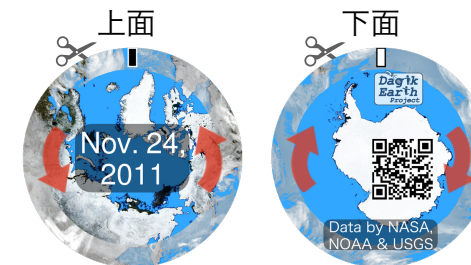 上面
Nov. 24,
2011
下面
Dagik
Earth
Project
Data by NASA,
NOAA & USGS